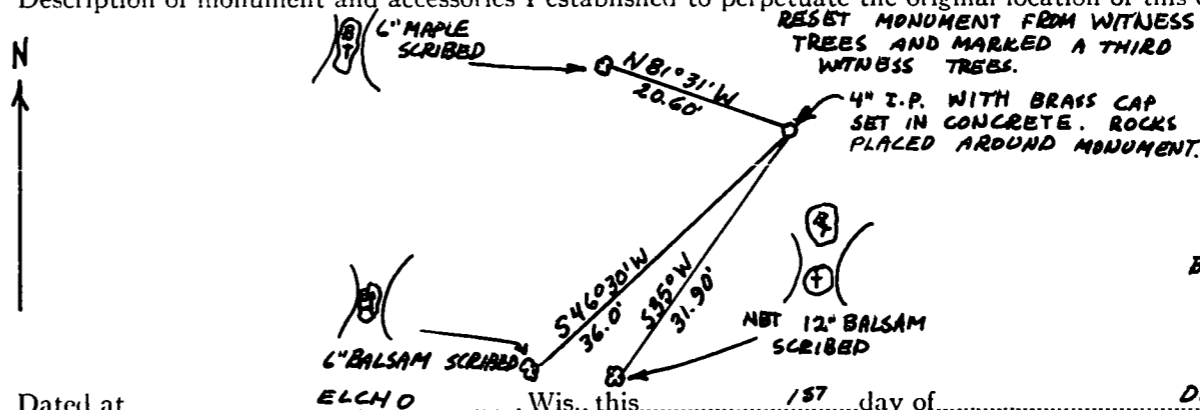 Description of monument and accessories I established to perpetuate the original location of this
RESET MONUMENT FROM WITNESS
TREES AND MARKED A THIRD
WITNESS TREES.
6" MAPLE
SCRIBED
N
N81°31'W
20.60'
4" I.P. WITH BRASS CAP
SET IN CONCRETE. ROCKS
PLACED AROUND MONUMENT.
S46°30'W
36.0'
S35°W
31.90'
NBT 12" BALSAM
SCRIBED
6" BALSAM SCRIBED
Dated at ELCHO, Wis., this 1st day of D